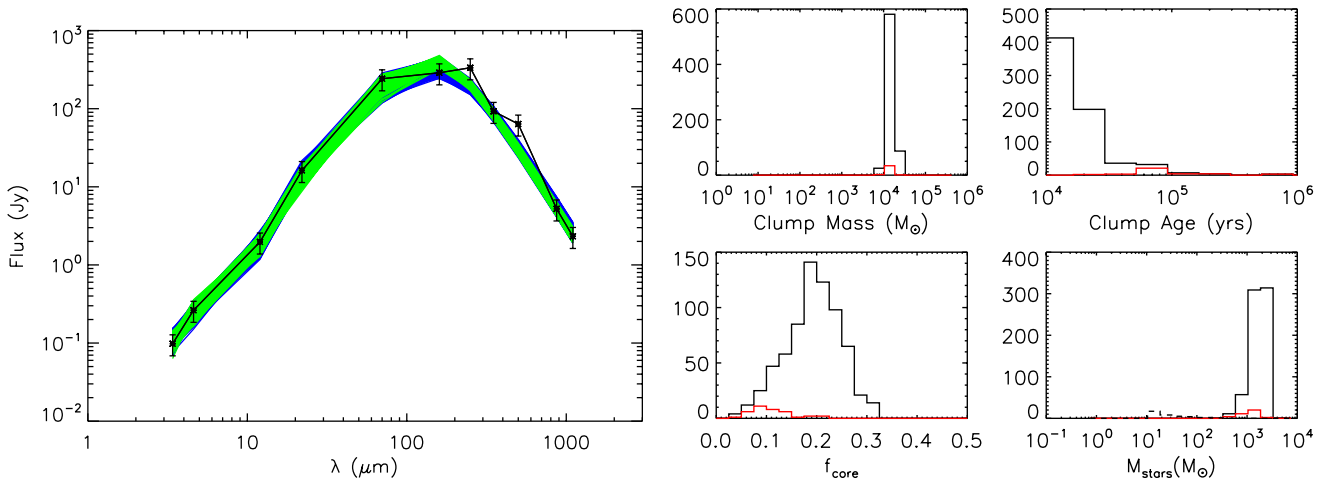 10³
10²
10¹
10⁰
10⁻¹
10⁻²
Flux (Jy)
1 10 100 1000
λ (μm)
600
400
200
0
10⁰ 10¹ 10² 10³ 10⁴ 10⁵ 10⁶
Clump Mass (M☉)
500
400
300
200
100
0
10⁴ 10⁵ 10⁶
Clump Age (yrs)
150
100
50
0
0.0 0.1 0.2 0.3 0.4 0.5
f_core
400
300
200
100
0
10⁻¹ 10⁰ 10¹ 10² 10³ 10⁴
M_stars(M☉)